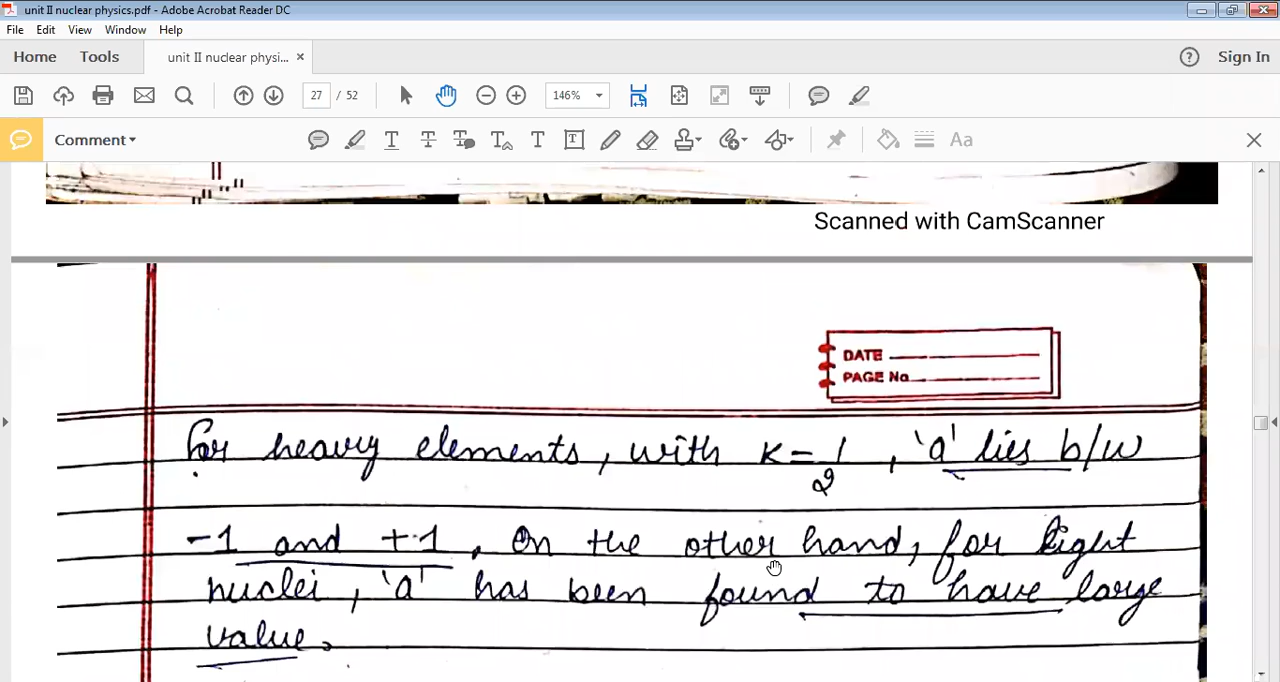 unit II nuclear physics.pdf - Adobe Acrobat Reader DC
File Edit View Window Help
Home Tools unit II nuclear physi... × Sign In
27 / 52 146%
Comment
Scanned with CamScanner
DATE
PAGE No.
For heavy elements, with K=1/2, 'a' lies b/w
-1 and +1. On the other hand, for light
nuclei, 'a' has been found to have large
value.